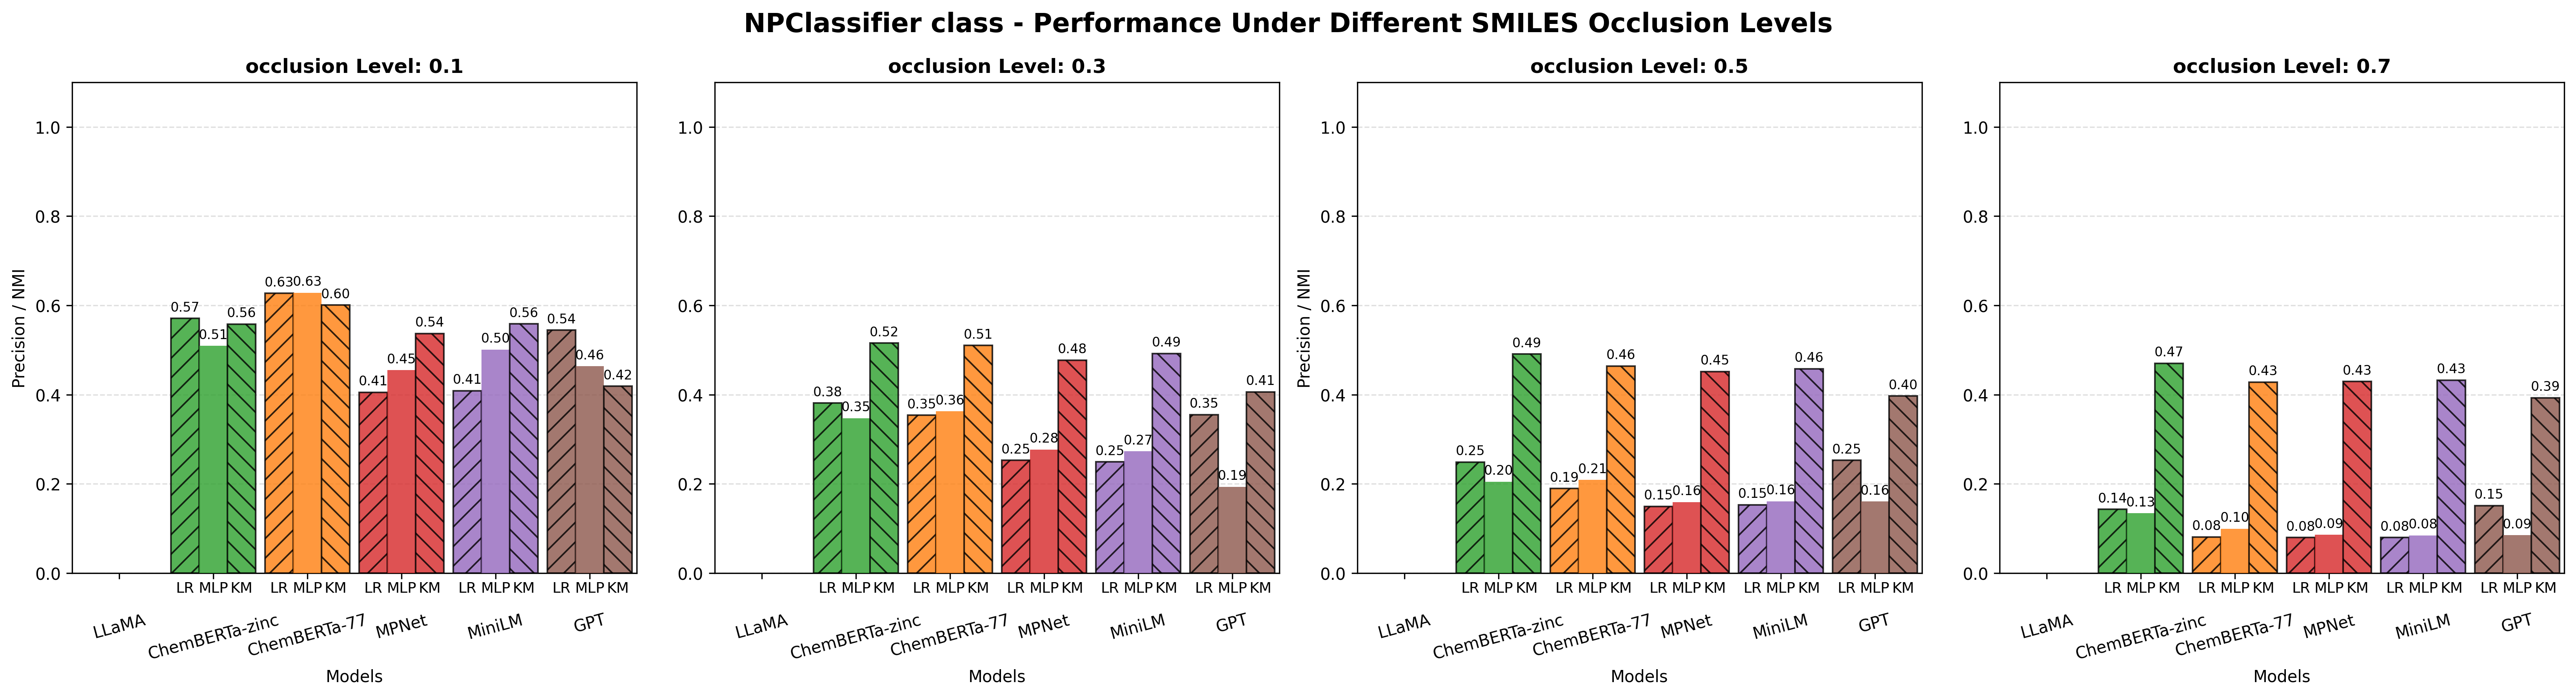 NPClassifier class - Performance Under Different SMILES Occlusion Levels
occlusion Level: 0.1
Precision / NMI
1.0
0.8
0.6
0.4
0.2
0.0
0.57
0.51
0.56
0.63
0.63
0.60
0.41
0.45
0.54
0.41
0.50
0.56
0.54
0.46
0.42
LR MLP KM LR MLP KM LR MLP KM LR MLP KM LR MLP KM
LLaMA
ChemBERTa-zinc
ChemBERTa-77
MPNet
MiniLM
GPT
Models
occlusion Level: 0.3
1.0
0.8
0.6
0.4
0.2
0.0
0.38
0.35
0.52
0.35
0.36
0.51
0.25
0.28
0.48
0.25
0.27
0.49
0.35
0.19
0.41
LR MLP KM LR MLP KM LR MLP KM LR MLP KM LR MLP KM
LLaMA
ChemBERTa-zinc
ChemBERTa-77
MPNet
MiniLM
GPT
Models
occlusion Level: 0.5
Precision / NMI
1.0
0.8
0.6
0.4
0.2
0.0
0.25
0.20
0.49
0.19
0.21
0.46
0.15
0.16
0.45
0.15
0.16
0.46
0.25
0.16
0.40
LR MLP KM LR MLP KM LR MLP KM LR MLP KM LR MLP KM
LLaMA
ChemBERTa-zinc
ChemBERTa-77
MPNet
MiniLM
GPT
Models
occlusion Level: 0.7
1.0
0.8
0.6
0.4
0.2
0.0
0.14
0.13
0.47
0.08
0.10
0.43
0.08
0.09
0.43
0.08
0.08
0.43
0.15
0.09
0.39
LR MLP KM LR MLP KM LR MLP KM LR MLP KM LR MLP KM
LLaMA
ChemBERTa-zinc
ChemBERTa-77
MPNet
MiniLM
GPT
Models